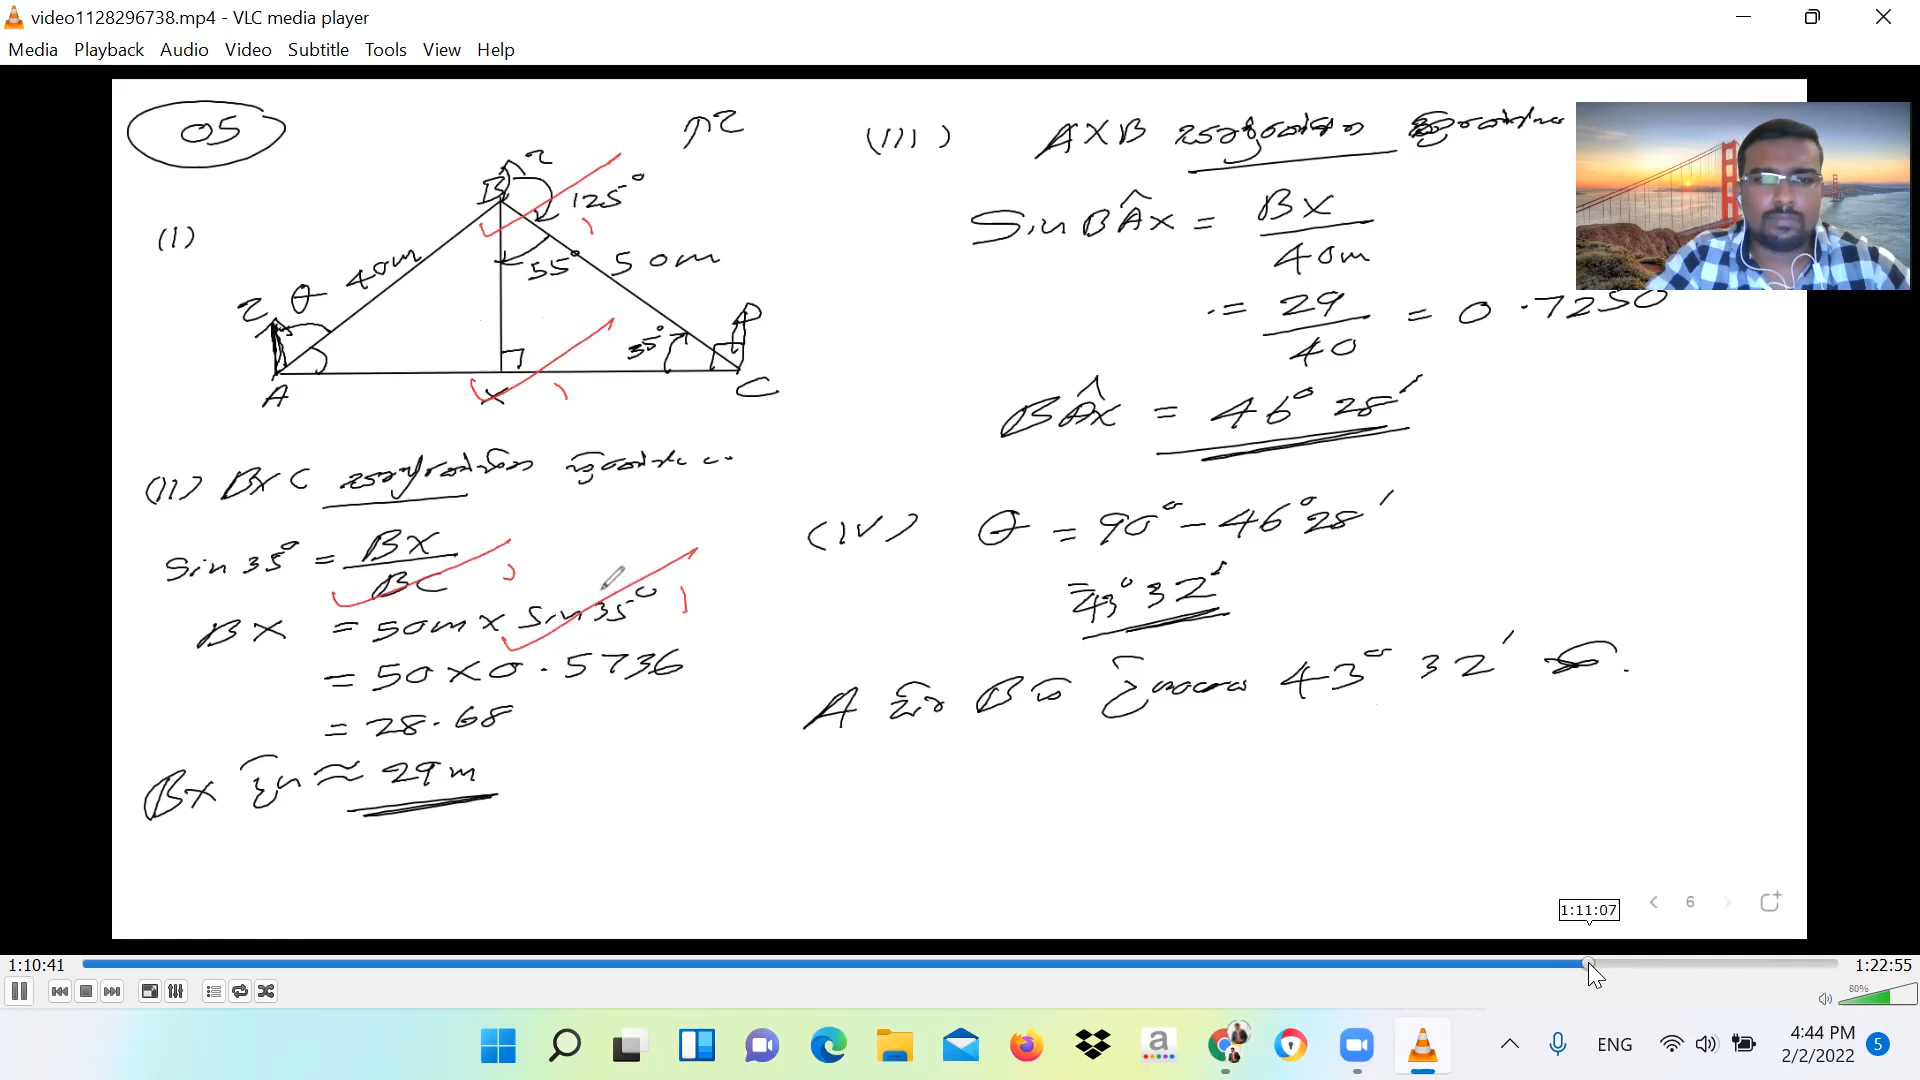 video1128296738.mp4 - VLC media player
Media Playback Audio Video Subtitle Tools View Help
05
(I)
B
125°
55°
40m
50m
θ
35°
A
X
C
(II) BXC
Sin 35° = BX / BC
BX = 50m × Sin 35°
= 50 × 0.5736
= 28.68
BX ≈ 29 m
(III) AXB
Sin BÂX = BX / 40m
= 29 / 40 = 0.7250
BÂX = 46° 28'
(IV) θ = 90° - 46° 28'
= 43° 32'
A B 43° 32'
6
1:11:07
1:10:41
1:22:55
80%
ENG
4:44 PM
2/2/2022
5